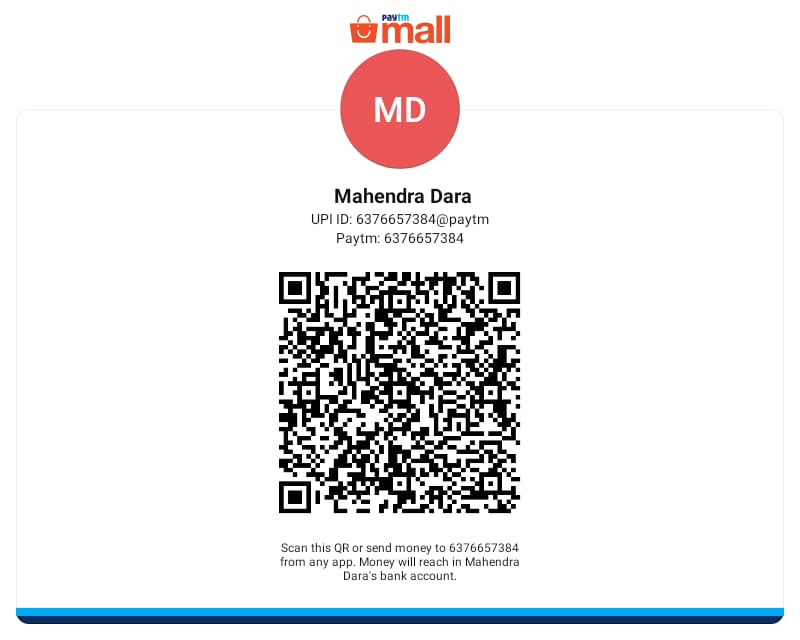 paytm
mall
MD
Mahendra Dara
UPI ID: 6376657384@paytm
Paytm: 6376657384
Scan this QR or send money to 6376657384
from any app. Money will reach in Mahendra
Dara's bank account.